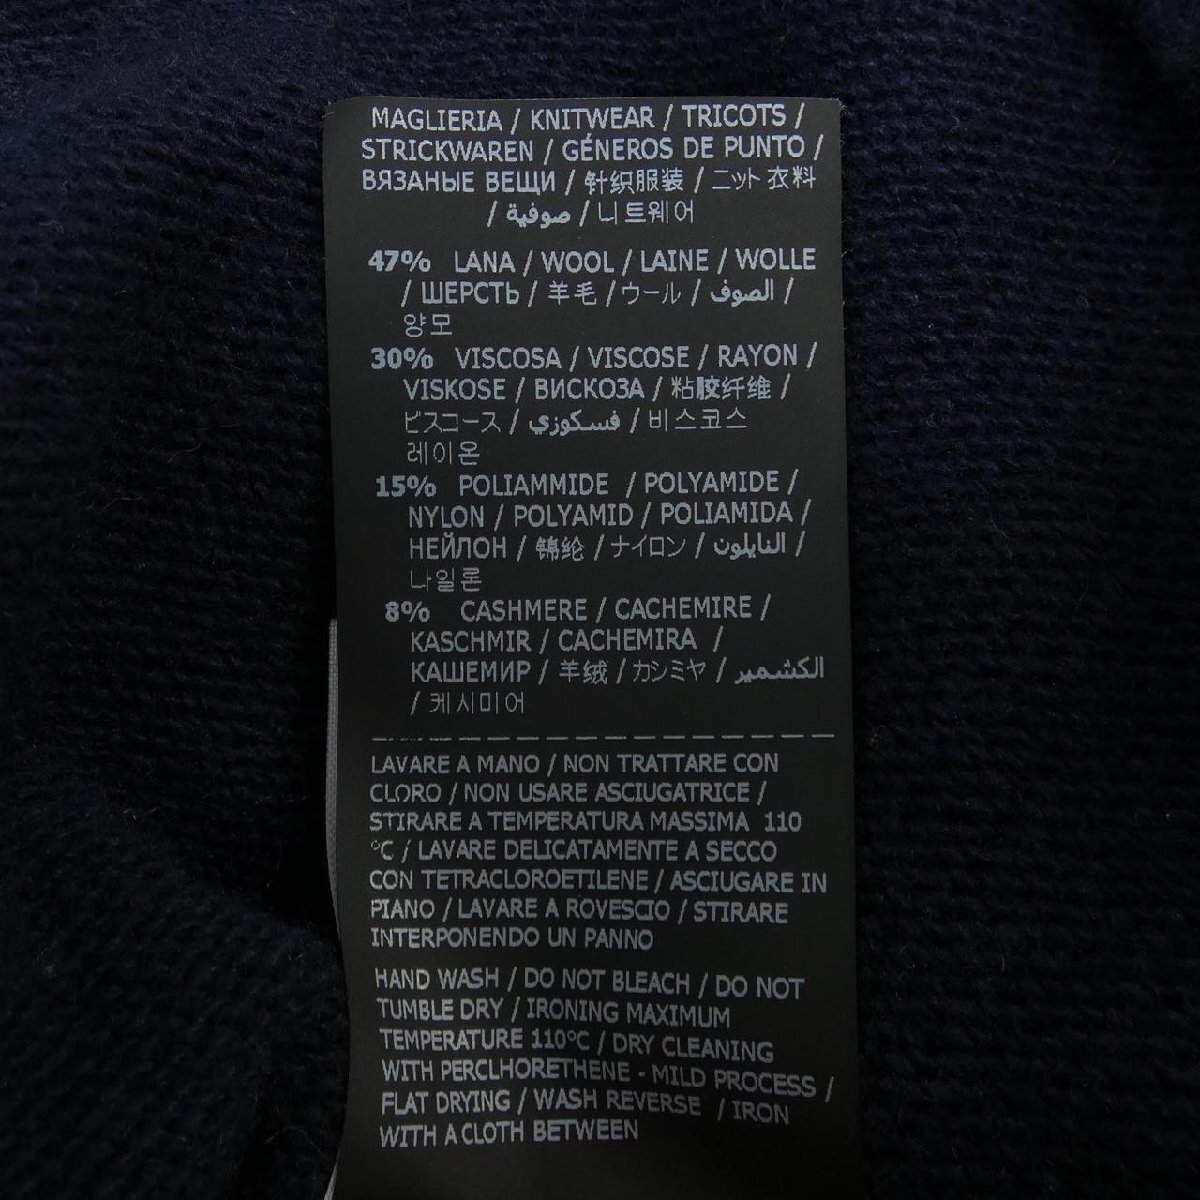 MAGLIERIA / KNITWEAR / TRICOTS /
STRICKWAREN / GÉNEROS DE PUNTO /
ВЯЗАНЫЕ ВЕЩИ / 针织服装 / ニット 衣料
/ صوفية / 니트웨어
47% LANA / WOOL / LAINE / WOLLE
/ ШЕРСТЬ / 羊毛 / ウール / الصوف /
양모
30% VISCOSA / VISCOSE / RAYON /
VISKOSE / ВИСКОЗА / 粘胶纤维 /
ビスコース / فسكوزي / 비스코스
레이온
15% POLIAMMIDE / POLYAMIDE /
NYLON / POLYAMID / POLIAMIDA /
НЕЙЛОН / 锦纶 / ナイロン / النايلون /
나일론
8% CASHMERE / CACHEMIRE /
KASCHMIR / CACHEMIRA /
КАШЕМИР / 羊绒 / カシミヤ / الكشمير
/ 케시미어
LAVARE A MANO / NON TRATTARE CON
CLORO / NON USARE ASCIUGATRICE /
STIRARE A TEMPERATURA MASSIMA 110
°C / LAVARE DELICATAMENTE A SECCO
CON TETRACLOROETILENE / ASCIUGARE IN
PIANO / LAVARE A ROVESCIO / STIRARE
INTERPONENDO UN PANNO
HAND WASH / DO NOT BLEACH / DO NOT
TUMBLE DRY / IRONING MAXIMUM
TEMPERATURE 110°C / DRY CLEANING
WITH PERCLHORETHENE - MILD PROCESS /
FLAT DRYING / WASH REVERSE / IRON
WITH A CLOTH BETWEEN